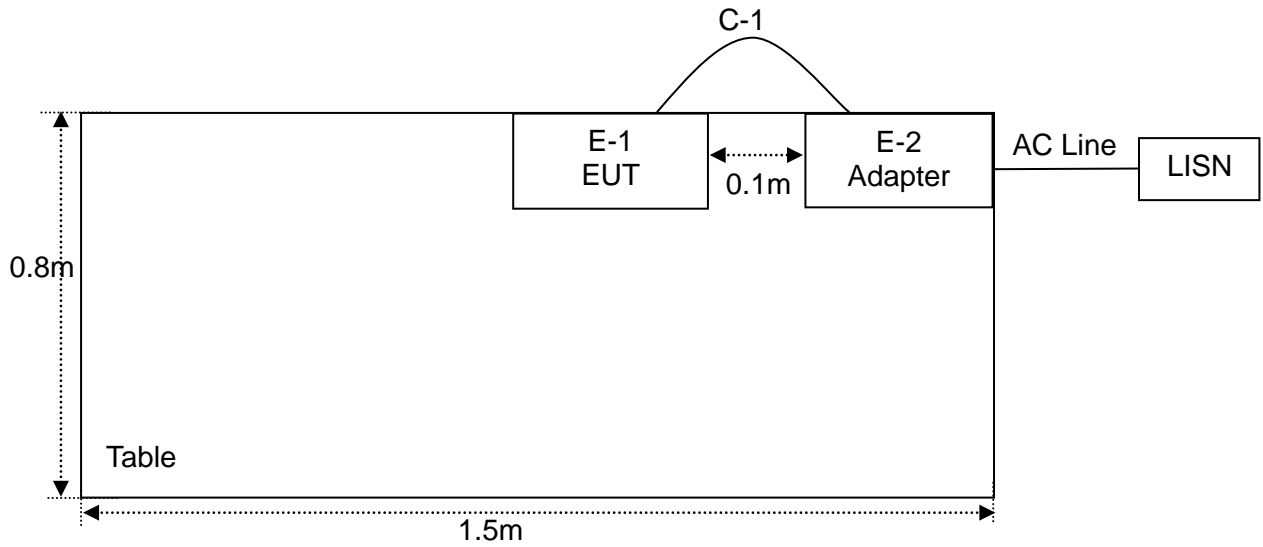 C-1
E-1
EUT
E-2
Adapter
0.1m
AC Line
LISN
0.8m
Table
1.5m